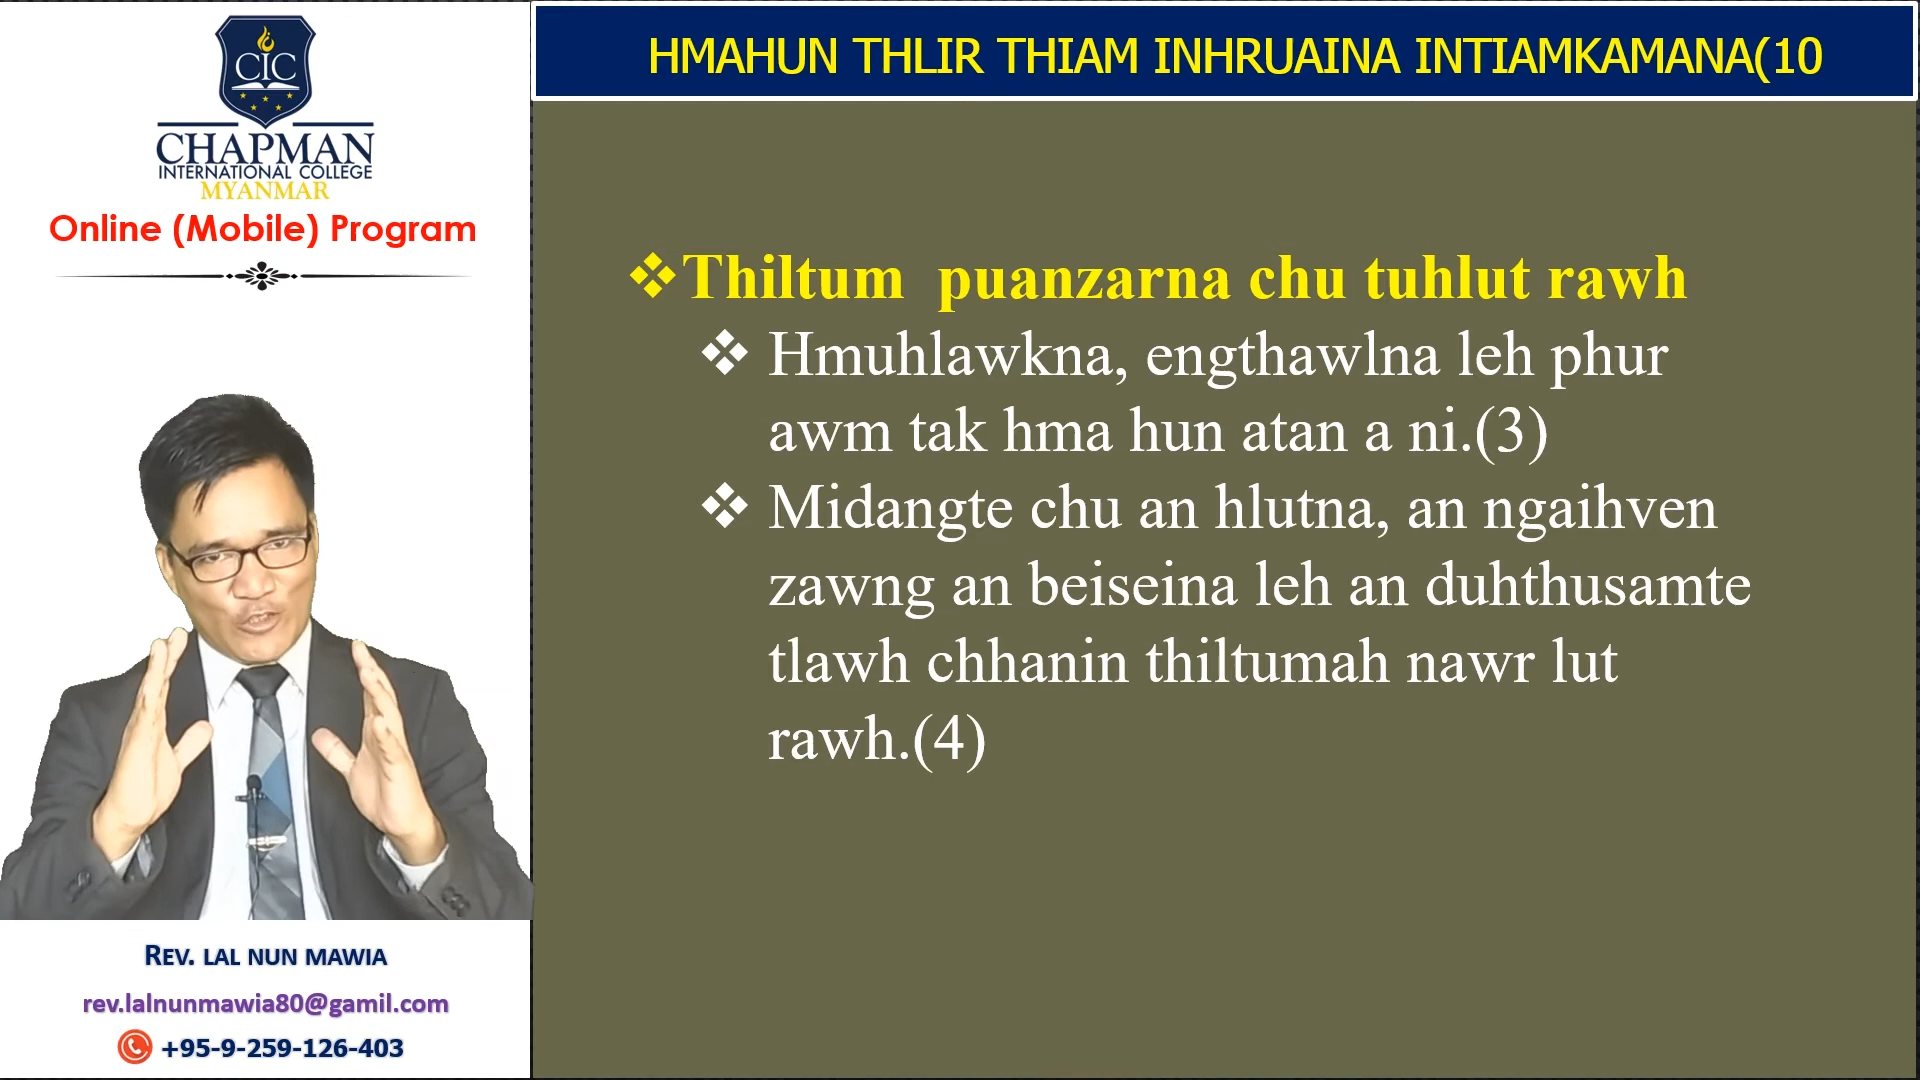 CIC
CHAPMAN
INTERNATIONAL COLLEGE
MYANMAR
Online (Mobile) Program
REV. LAL NUN MAWIA
rev.lalnunmawia80@gamil.com
+95-9-259-126-403
HMAHUN THLIR THIAM INHRUAINA INTIAMKAMANA(10
❖Thiltum puanzarna chu tuhlut rawh
❖ Hmuhlawkna, engthawlna leh phur
awm tak hma hun atan a ni.(3)
❖ Midangte chu an hlutna, an ngaihven
zawng an beiseina leh an duhthusamte
tlawh chhanin thiltumah nawr lut
rawh.(4)